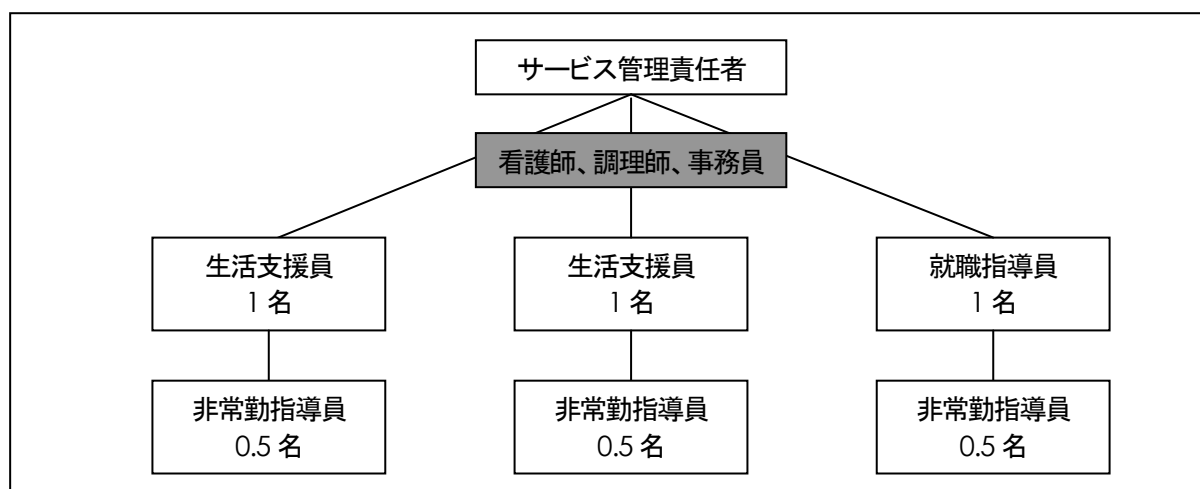 サービス管理責任者
看護師、調理師、事務員
生活支援員
1 名
生活支援員
1 名
就職指導員
1 名
非常勤指導員
0.5 名
非常勤指導員
0.5 名
非常勤指導員
0.5 名